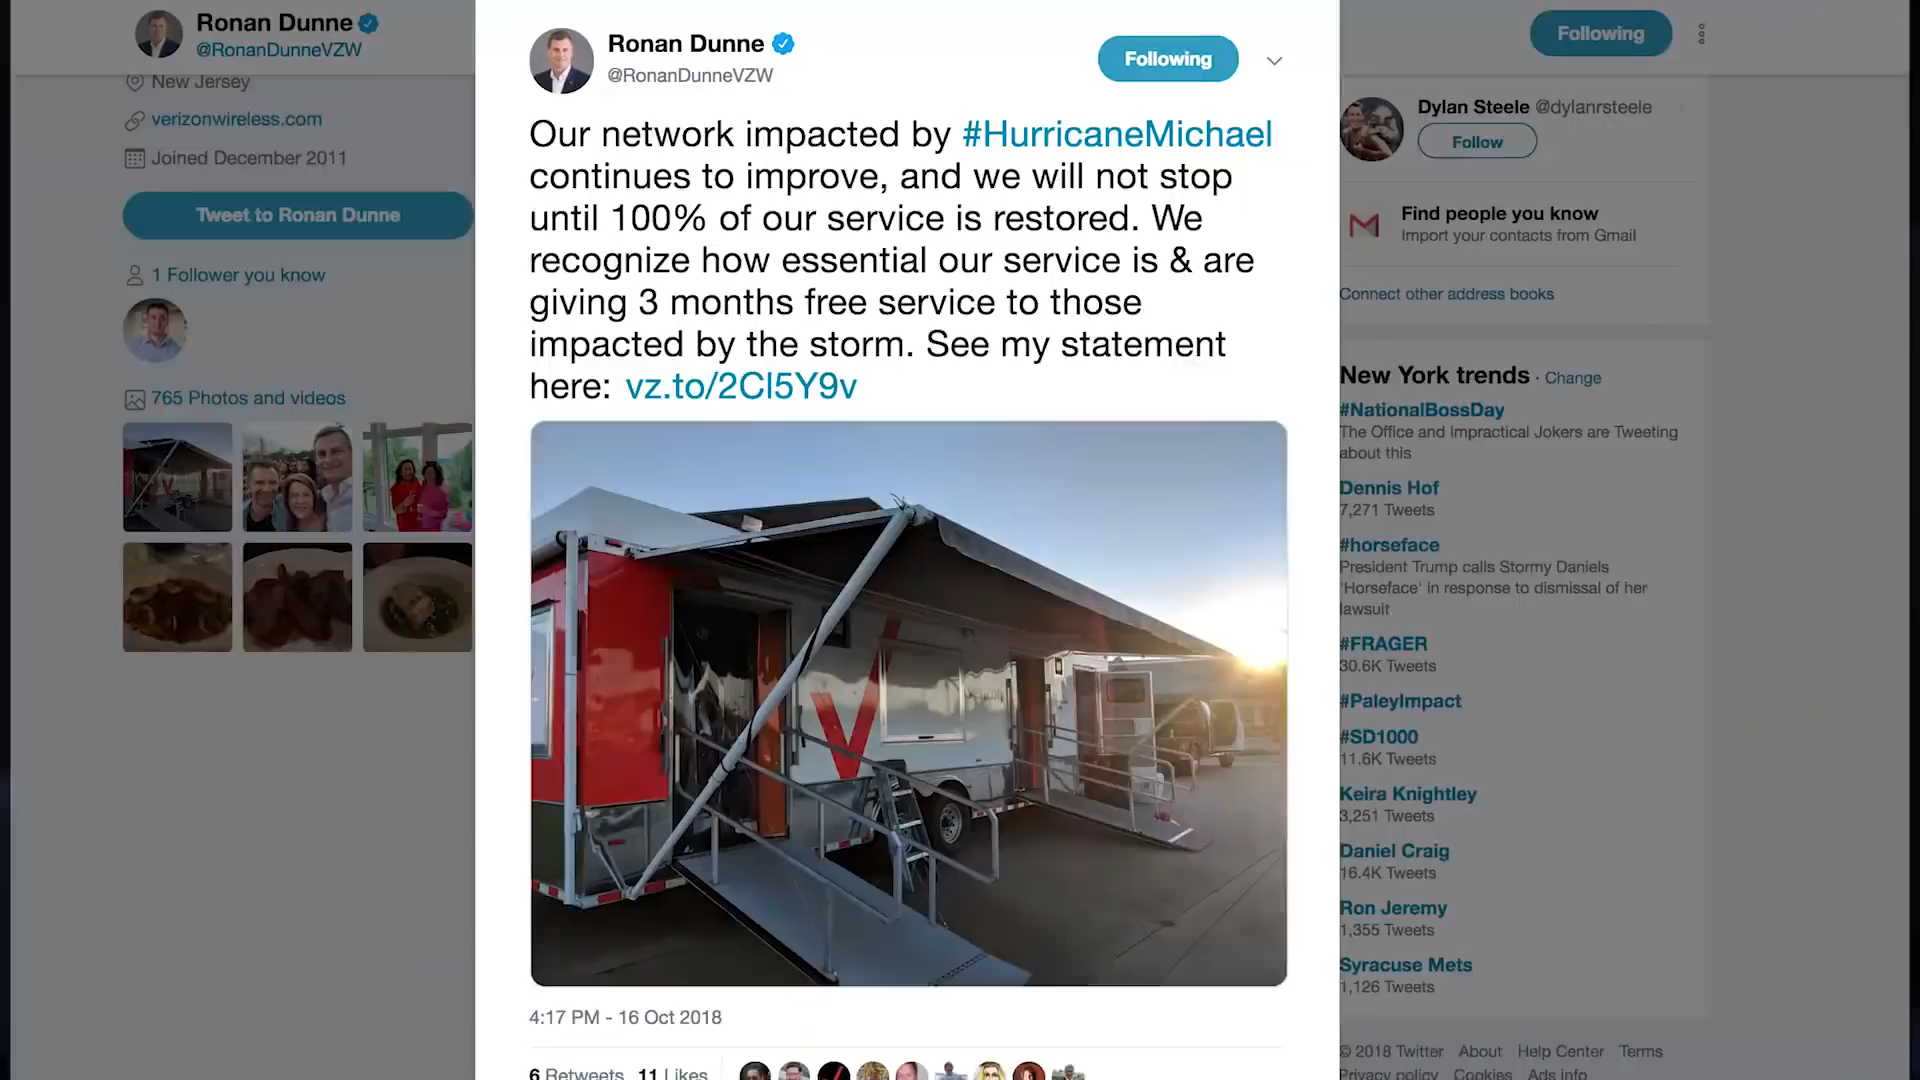 Ronan Dunne
@RonanDunneVZW
New Jersey
verizonwireless.com
Joined December 2011
Tweet to Ronan Dunne
1 Follower you know
765 Photos and videos
Ronan Dunne
@RonanDunneVZW
Following
Our network impacted by #HurricaneMichael
continues to improve, and we will not stop
until 100% of our service is restored. We
recognize how essential our service is & are
giving 3 months free service to those
impacted by the storm. See my statement
here: vz.to/2Cl5Y9v
4:17 PM - 16 Oct 2018
6 Retweets 11 Likes
Following
Dylan Steele @dylanrsteele
Follow
Find people you know
Import your contacts from Gmail
Connect other address books
New York trends · Change
#NationalBossDay
The Office and Impractical Jokers are Tweeting
about this
Dennis Hof
7,271 Tweets
#horseface
President Trump calls Stormy Daniels
'Horseface' in response to dismissal of her
lawsuit
#FRAGER
30.6K Tweets
#PaleyImpact
#SD1000
11.6K Tweets
Keira Knightley
3,251 Tweets
Daniel Craig
16.4K Tweets
Ron Jeremy
1,355 Tweets
Syracuse Mets
1,126 Tweets
© 2018 Twitter About Help Center Terms
Privacy policy Cookies Ads info